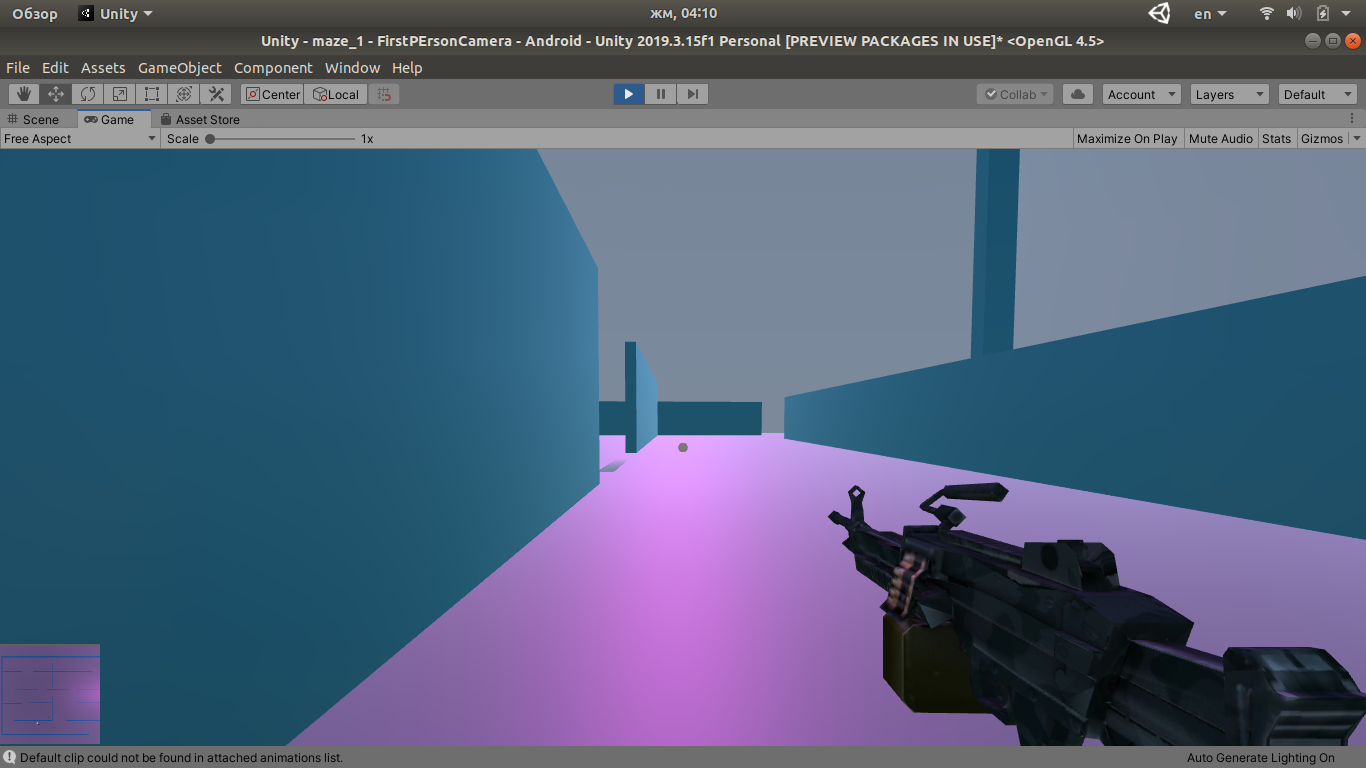 Обзор Unity жм, 04:10 en
Unity - maze_1 - FirstPErsonCamera - Android - Unity 2019.3.15f1 Personal [PREVIEW PACKAGES IN USE]* <OpenGL 4.5>
File Edit Assets GameObject Component Window Help
Center Local Collab Account Layers Default
Scene Game Asset Store
Free Aspect Scale 1x Maximize On Play Mute Audio Stats Gizmos
Default clip could not be found in attached animations list. Auto Generate Lighting On